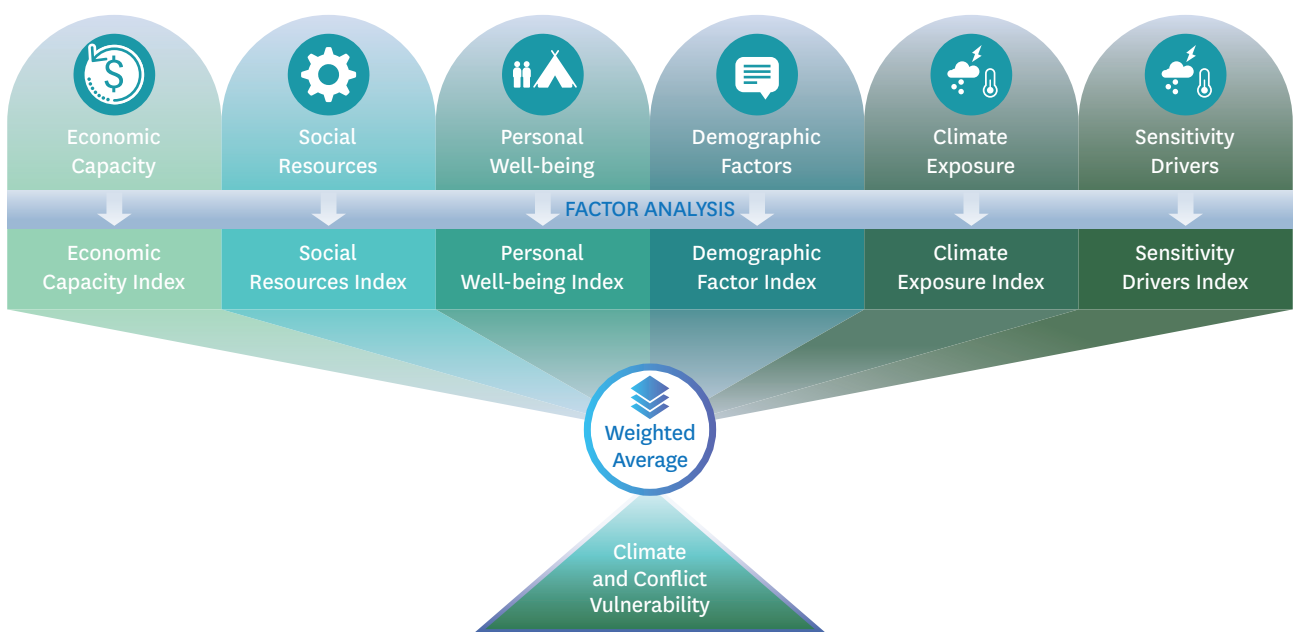 Economic
Capacity
Social
Resources
Personal
Well-being
Demographic
Factors
Climate
Exposure
Sensitivity
Drivers
FACTOR ANALYSIS
Economic
Capacity Index
Social
Resources Index
Personal
Well-being Index
Demographic
Factor Index
Climate
Exposure Index
Sensitivity
Drivers Index
Weighted
Average
Climate
and Conflict
Vulnerability